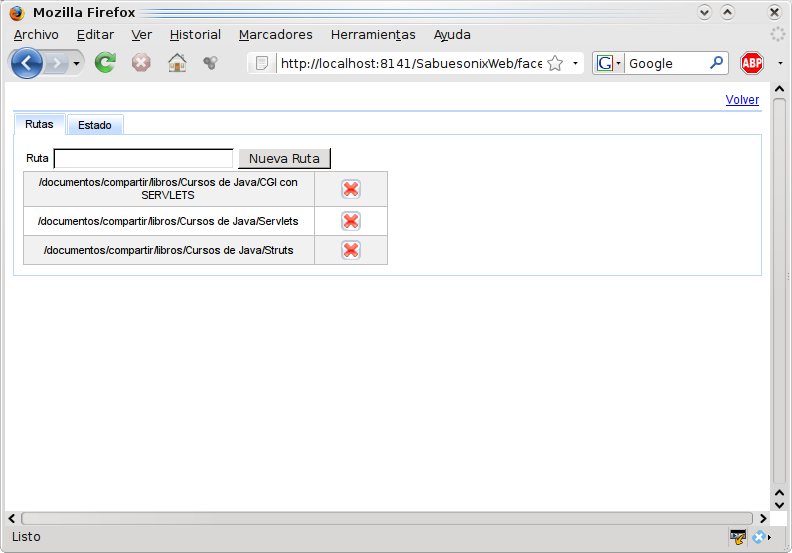 Mozilla Firefox
Archivo Editar Ver Historial Marcadores Herramientas Ayuda
http://localhost:8141/SabuesonixWeb/face
G Google
ABP
Volver
Rutas Estado
Ruta Nueva Ruta
/documentos/compartir/libros/Cursos de Java/CGI con
SERVLETS
/documentos/compartir/libros/Cursos de Java/Servlets
/documentos/compartir/libros/Cursos de Java/Struts
Listo